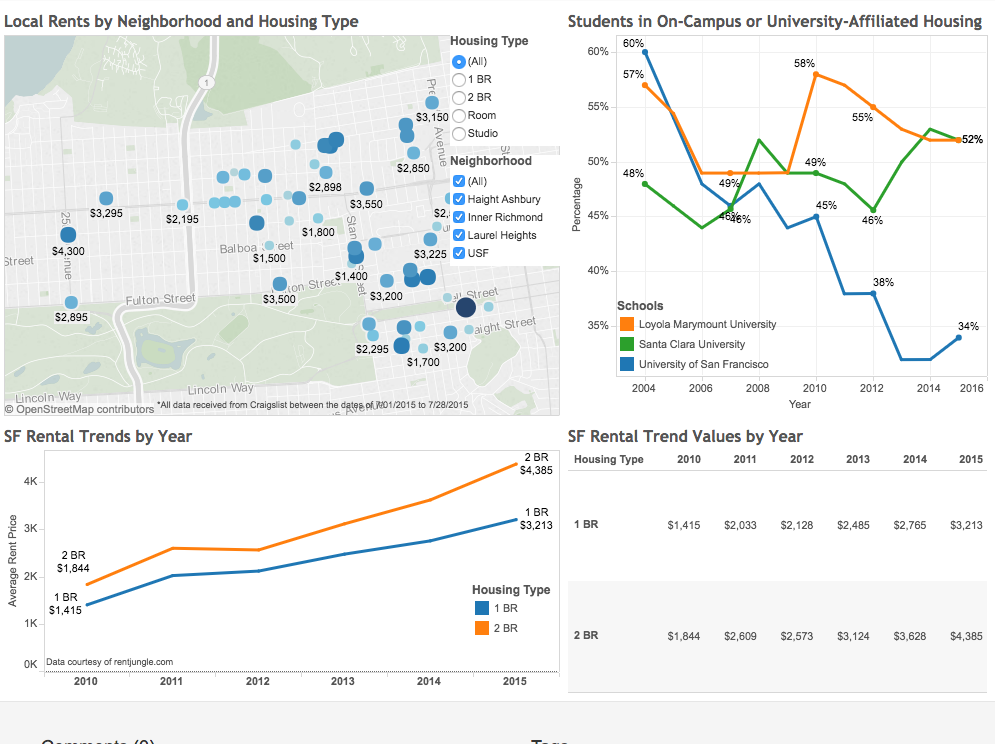 Local Rents by Neighborhood and Housing Type
Housing Type
(All)
1 BR
2 BR
Room
Studio
Neighborhood
(All)
Haight Ashbury
Inner Richmond
Laurel Heights
USF
1
$3,150
Avenue
$2,850
$2,898
$3,295
$2,195
$3,550
$2,
25
$1,800
$4,300
Balboa Street
$3,225
Street
$1,500
$1,400
$3,500
$3,200
Fulton Street
Street
$2,895
$2,295
$3,200
$1,700
Lincoln Way
Lincoln Way
© OpenStreetMap contributors
*All data received from Craigslist between the dates of 7/01/2015 to 7/28/2015
Students in On-Campus or University-Affiliated Housing
Percentage
60%
55%
50%
45%
40%
35%
60%
57%
48%
49%
46%
46%
58%
49%
45%
55%
46%
38%
52%
34%
Schools
Loyola Marymount University
Santa Clara University
University of San Francisco
2004 2006 2008 2010 2012 2014 2016
Year
SF Rental Trends by Year
Average Rent Price
4K
3K
2K
1K
0K
2 BR
$4,385
1 BR
$3,213
2 BR
$1,844
1 BR
$1,415
Housing Type
1 BR
2 BR
Data courtesy of rentjungle.com
2010 2011 2012 2013 2014 2015
SF Rental Trend Values by Year
Housing Type 2010 2011 2012 2013 2014 2015
1 BR $1,415 $2,033 $2,128 $2,485 $2,765 $3,213
2 BR $1,844 $2,609 $2,573 $3,124 $3,628 $4,385
Comments (0)
Tags